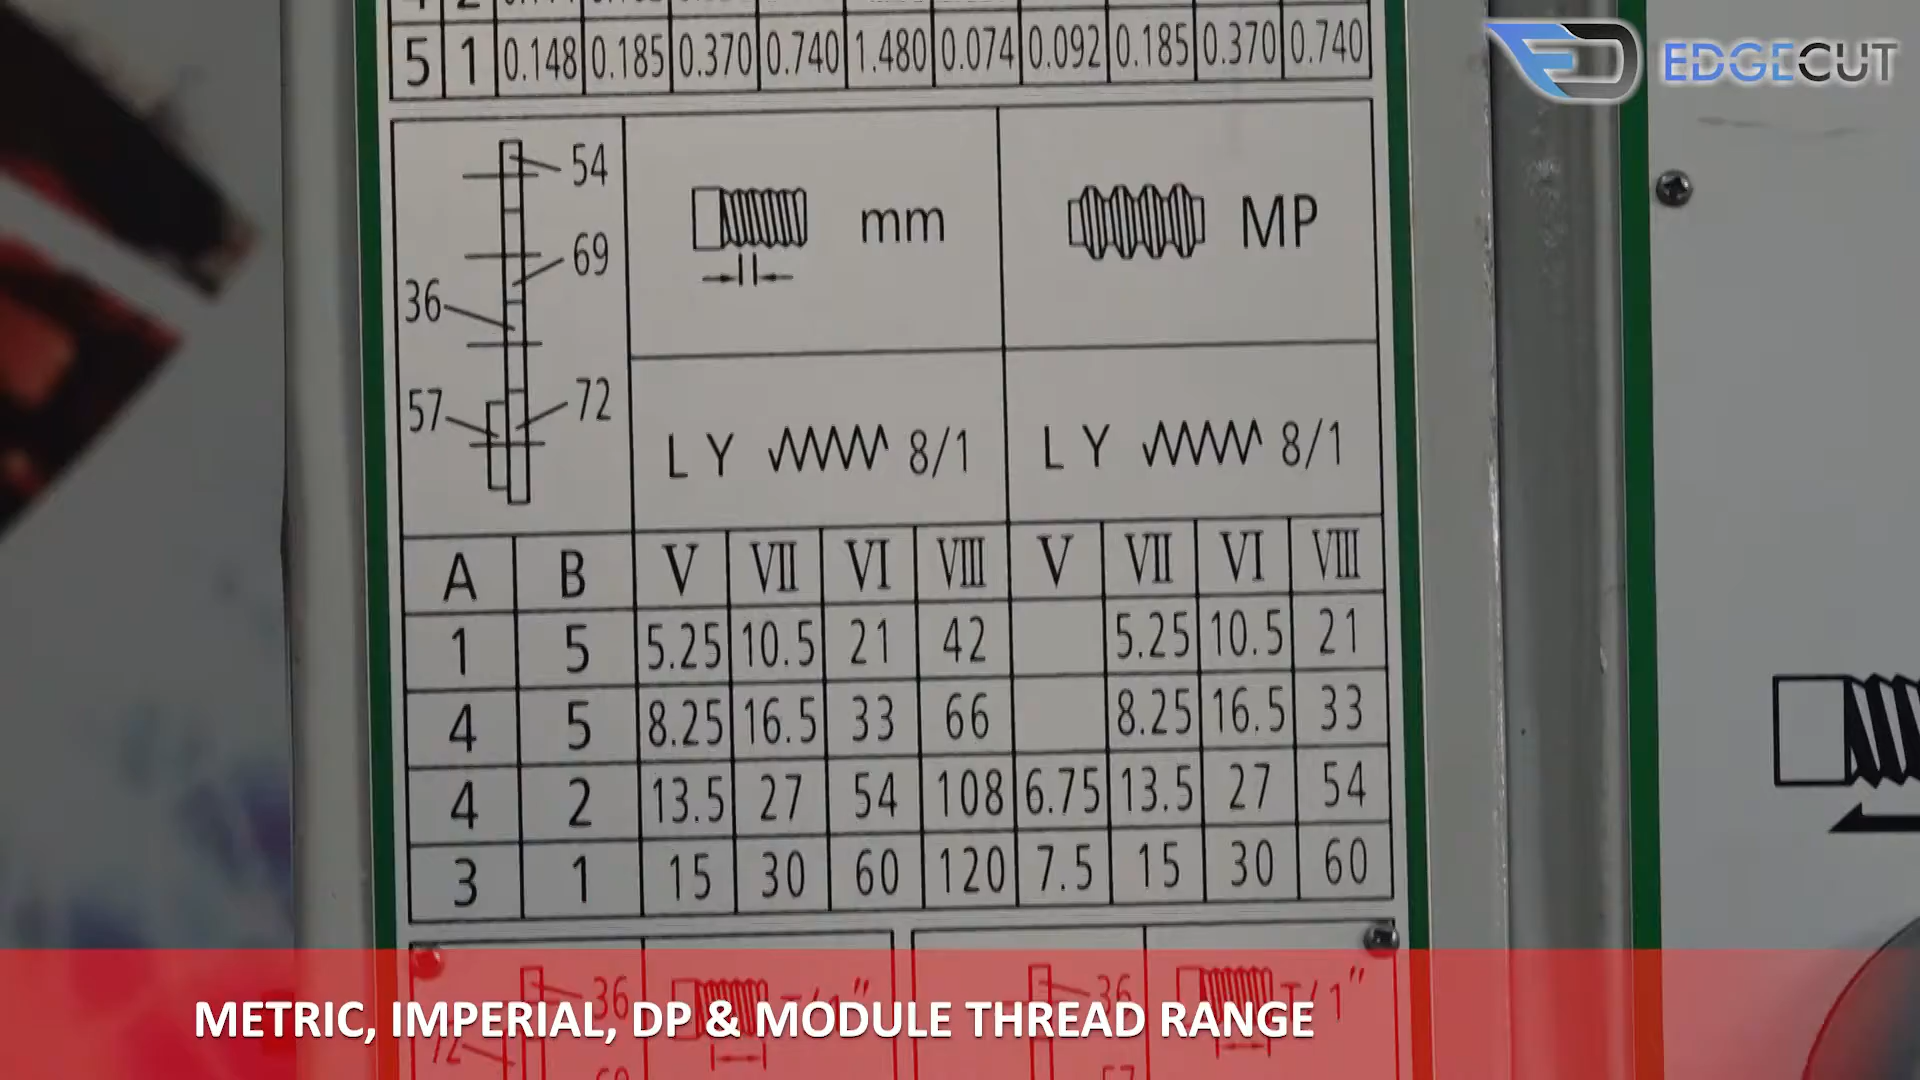 EDGECUT
5 1 0.148 0.185 0.370 0.740 1.480 0.074 0.092 0.185 0.370 0.740
54
69
36
57
72
mm
MP
L Y 8/1
L Y 8/1
A B V VII VI VIII V VII VI VIII
1 5 5.25 10.5 21 42 5.25 10.5 21
4 5 8.25 16.5 33 66 8.25 16.5 33
4 2 13.5 27 54 108 6.75 13.5 27 54
3 1 15 30 60 120 7.5 15 30 60
36
36 T/1"
72
METRIC, IMPERIAL, DP & MODULE THREAD RANGE